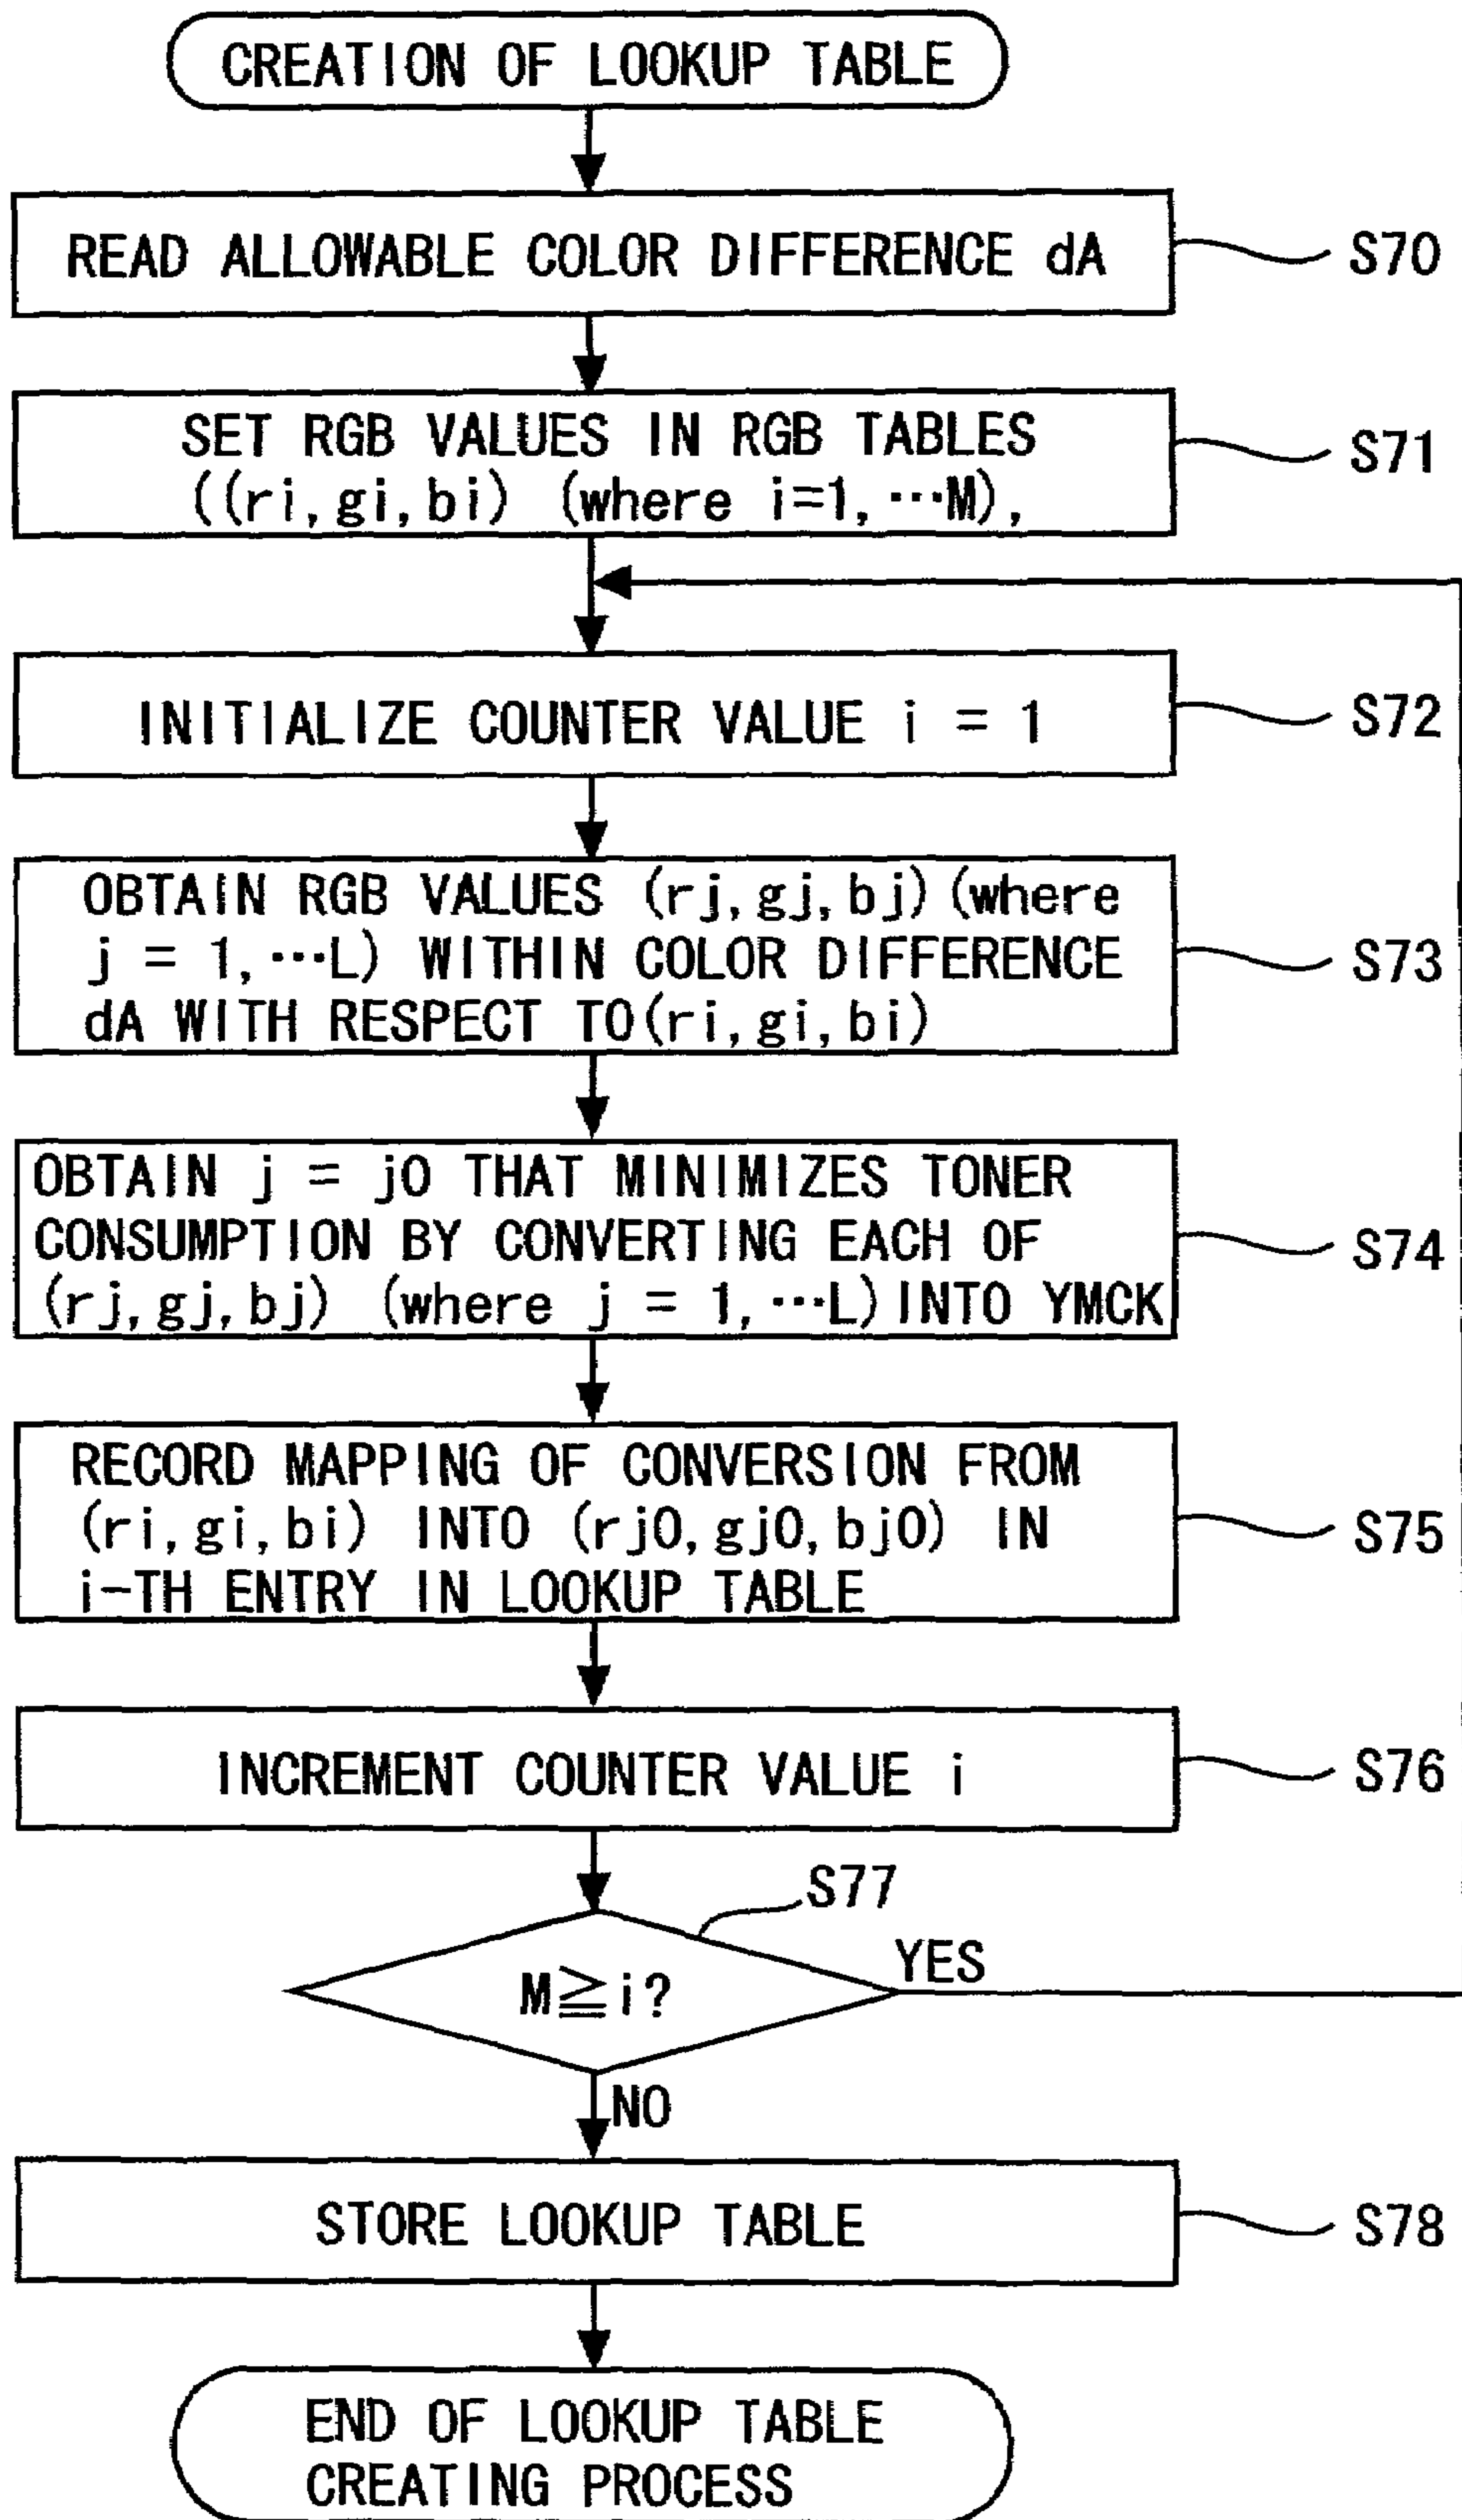 CREATION OF LOOKUP TABLE
READ ALLOWABLE COLOR DIFFERENCE dA
S70
SET RGB VALUES IN RGB TABLES
((ri,gi,bi) (where i=1,…M),
S71
INITIALIZE COUNTER VALUE i = 1
S72
OBTAIN RGB VALUES (rj,gj,bj)(where
j = 1,…L) WITHIN COLOR DIFFERENCE
dA WITH RESPECT TO(ri,gi,bi)
S73
OBTAIN j = j0 THAT MINIMIZES TONER
CONSUMPTION BY CONVERTING EACH OF
(rj,gj,bj) (where j = 1,…L)INTO YMCK
S74
RECORD MAPPING OF CONVERSION FROM
(ri,gi,bi) INTO (rj0,gj0,bj0) IN
i-TH ENTRY IN LOOKUP TABLE
S75
INCREMENT COUNTER VALUE i
S76
S77
M≧i?
YES
NO
STORE LOOKUP TABLE
S78
END OF LOOKUP TABLE
CREATING PROCESS